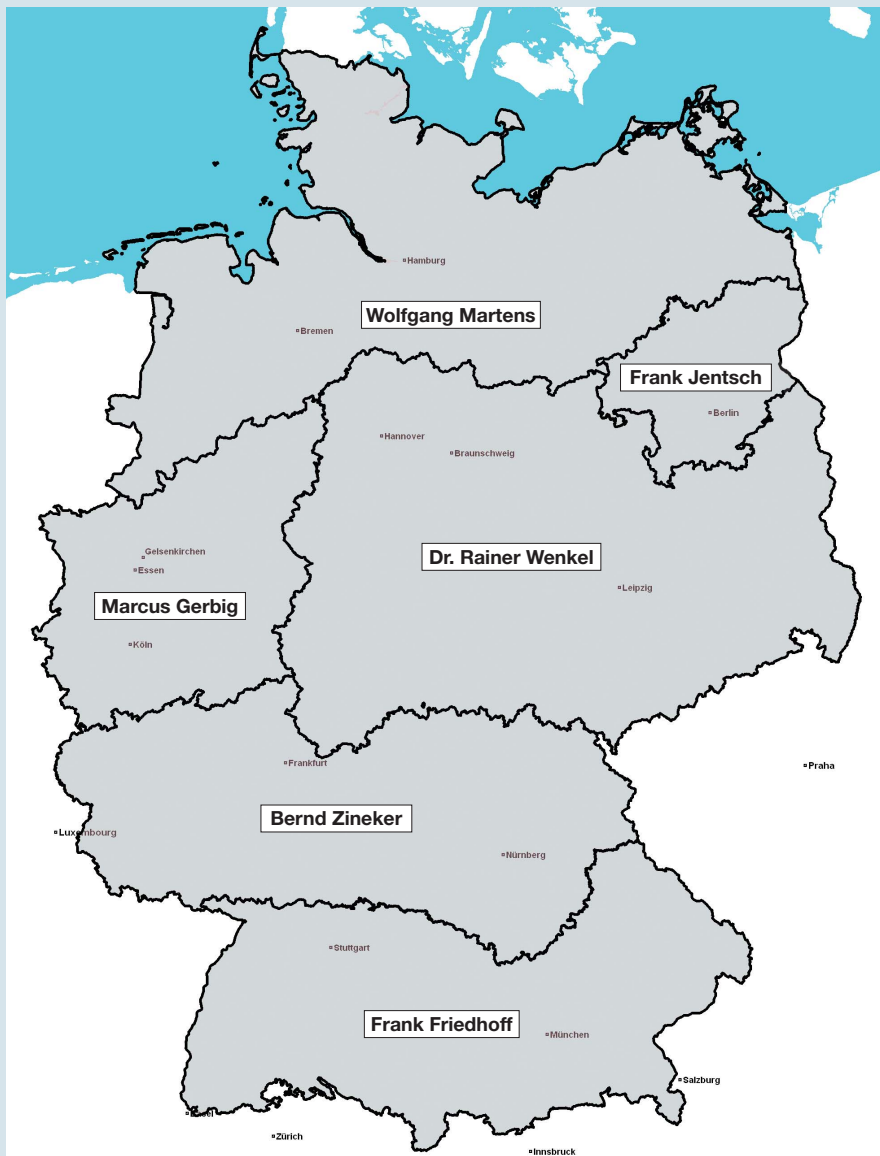 Hamburg
Wolfgang Martens
Bremen
Frank Jentsch
Berlin
Hannover
Braunschweig
Gelsenkirchen
Dr. Rainer Wenkel
Essen
Leipzig
Marcus Gerbig
Köln
Frankfurt
Praha
Bernd Zineker
Luxembourg
Nürnberg
Stuttgart
Frank Friedhoff
München
Salzburg
Basel
Zürich
Innsbruck